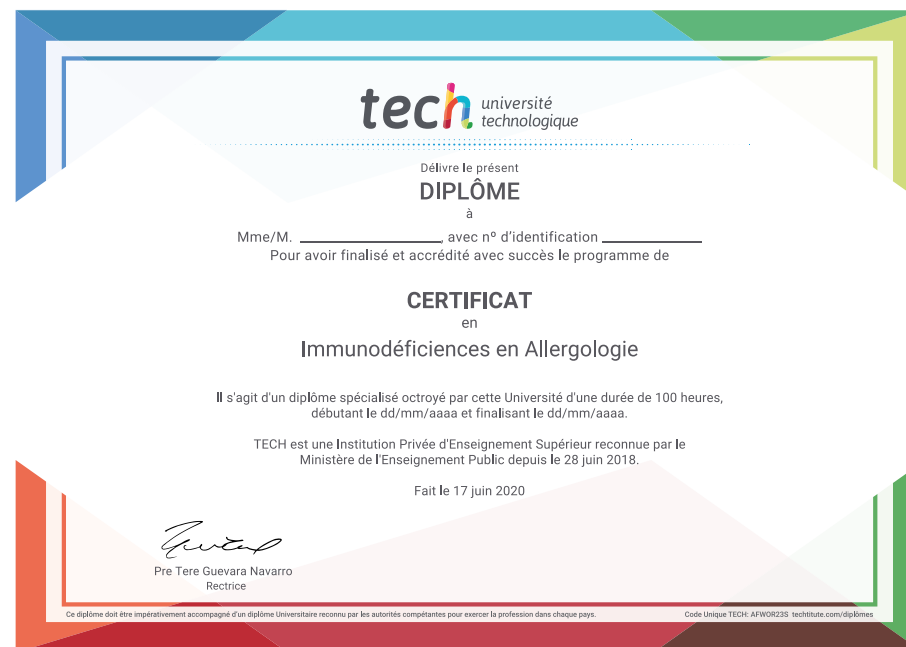 tech université
technologique
Délivre le présent
DIPLÔME
à
Mme/M. ____________________, avec nº d'identification ______________
Pour avoir finalisé et accrédité avec succès le programme de
CERTIFICAT
en
Immunodéficiences en Allergologie
Il s'agit d'un diplôme spécialisé octroyé par cette Université d'une durée de 100 heures,
débutant le dd/mm/aaaa et finalisant le dd/mm/aaaa.
TECH est une Institution Privée d'Enseignement Supérieur reconnue par le
Ministère de l'Enseignement Public depuis le 28 juin 2018.
Fait le 17 juin 2020
Pre Tere Guevara Navarro
Rectrice
Ce diplôme doit être impérativement accompagné d'un diplôme Universitaire reconnu par les autorités compétantes pour exercer la profession dans chaque pays.
Code Unique TECH: AFWOR23S techtitute.com/diplômes